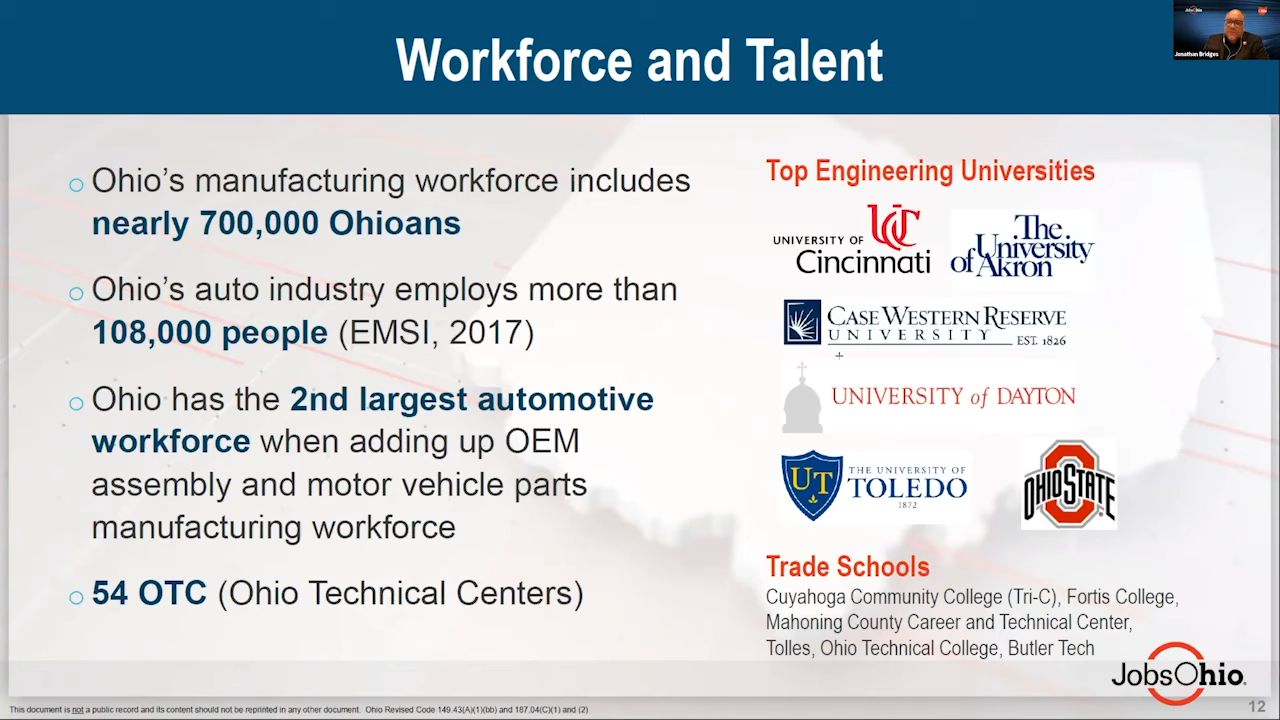 Workforce and Talent
JobsOhio
Jonathan Bridges
Ohio's manufacturing workforce includes
nearly 700,000 Ohioans
Ohio's auto industry employs more than
108,000 people (EMSI, 2017)
Ohio has the 2nd largest automotive
workforce when adding up OEM
assembly and motor vehicle parts
manufacturing workforce
54 OTC (Ohio Technical Centers)
Top Engineering Universities
UC
UNIVERSITY OF
Cincinnati
The
University
of Akron
CASE WESTERN RESERVE
UNIVERSITY
EST. 1826
UNIVERSITY of DAYTON
UT
THE UNIVERSITY OF
TOLEDO
1872
OHIO STATE
Trade Schools
Cuyahoga Community College (Tri-C), Fortis College,
Mahoning County Career and Technical Center,
Tolles, Ohio Technical College, Butler Tech
JobsOhio
This document is not a public record and its content should not be reprinted in any other document. Ohio Revised Code 149.43(A)(1)(bb) and 187.04(C)(1) and (2)
12